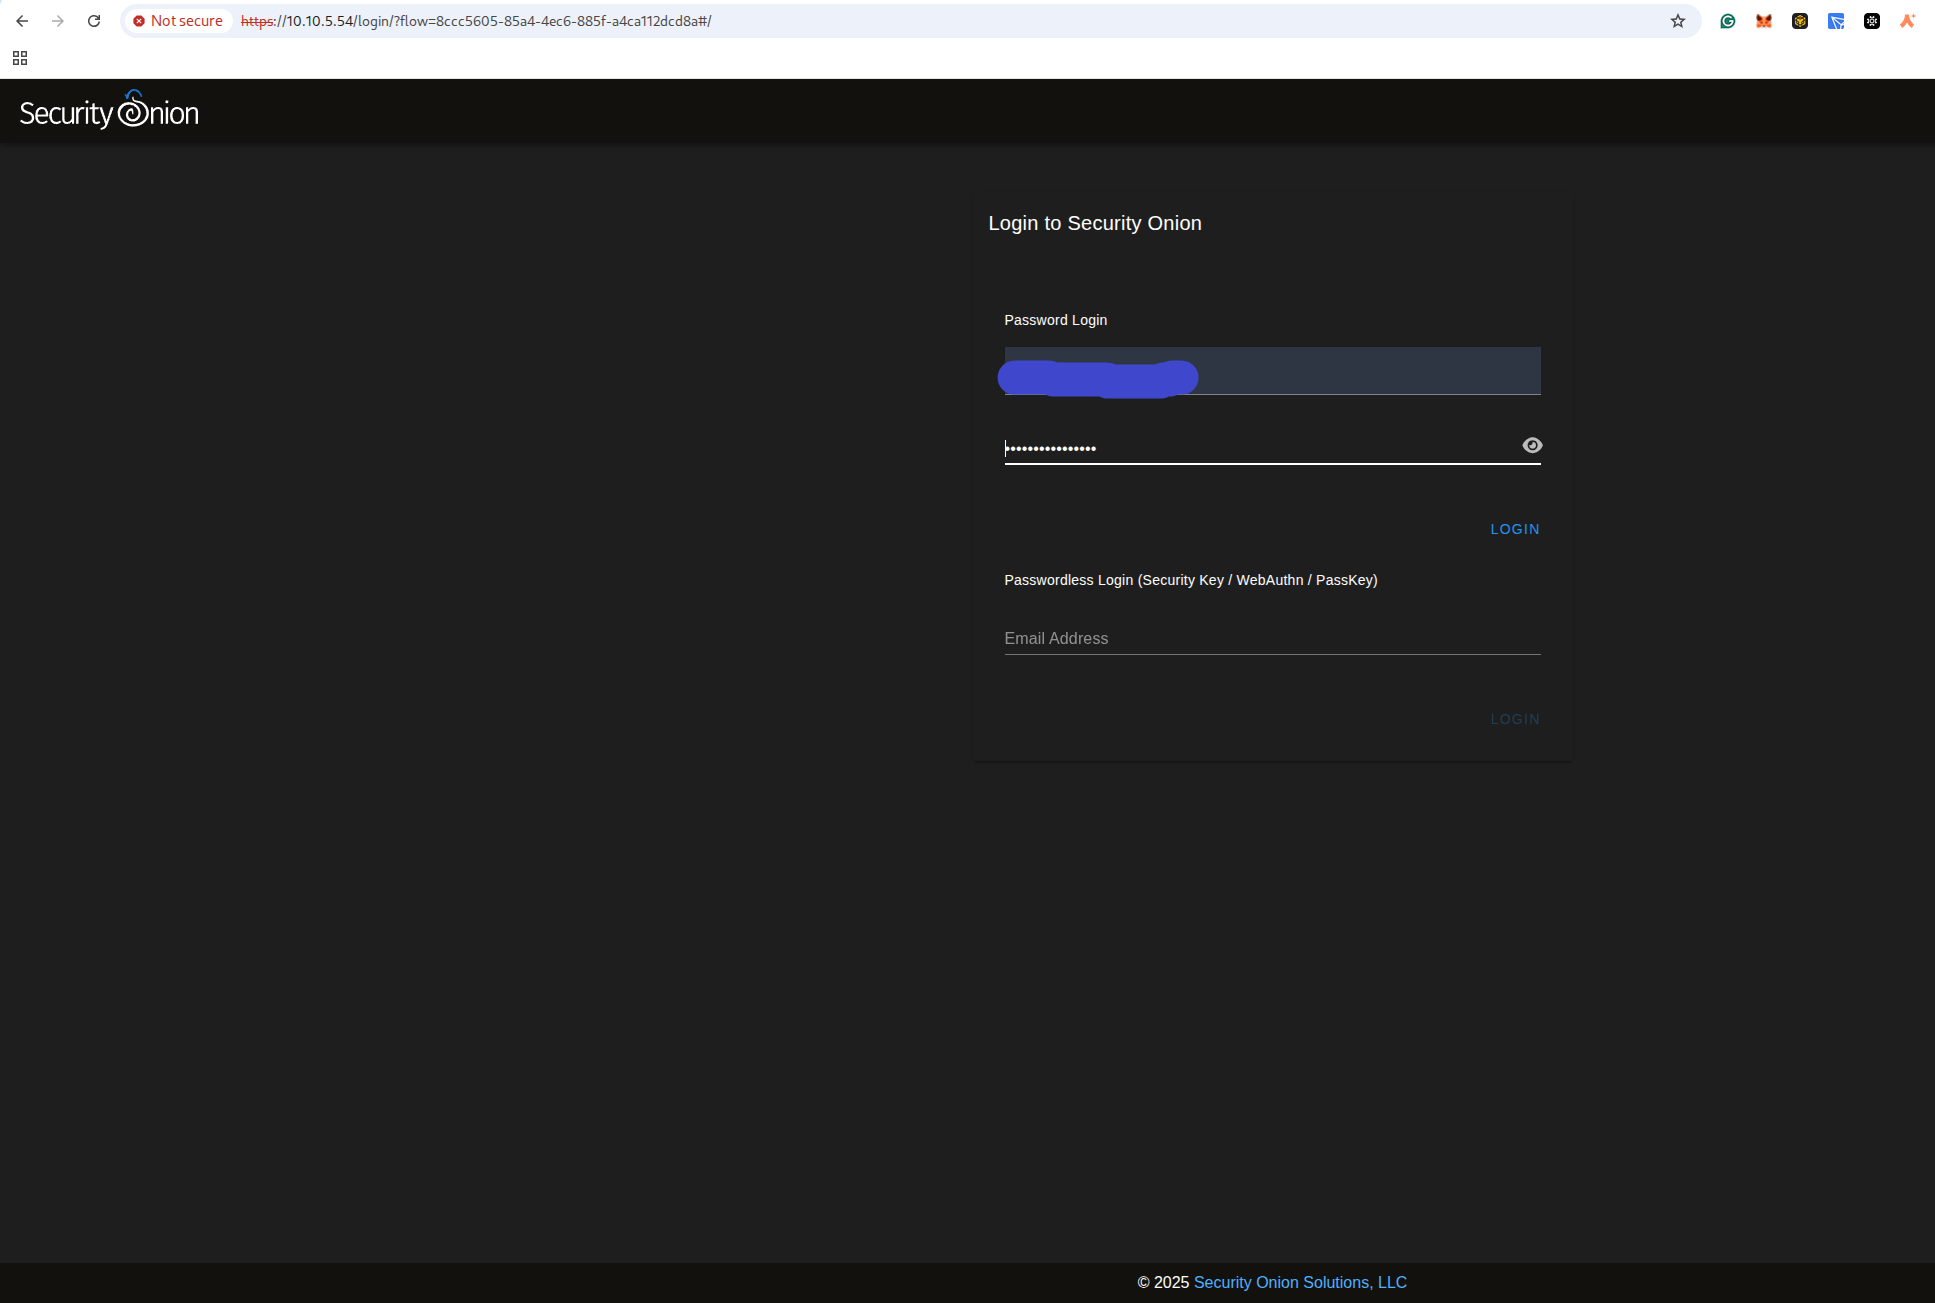 Not secure https://10.10.5.54/login/?flow=8ccc5605-85a4-4ec6-885f-a4ca112dcd8a#/
Security Onion
Login to Security Onion
Password Login
••••••••••••••••
LOGIN
Passwordless Login (Security Key / WebAuthn / PassKey)
Email Address
LOGIN
© 2025 Security Onion Solutions, LLC